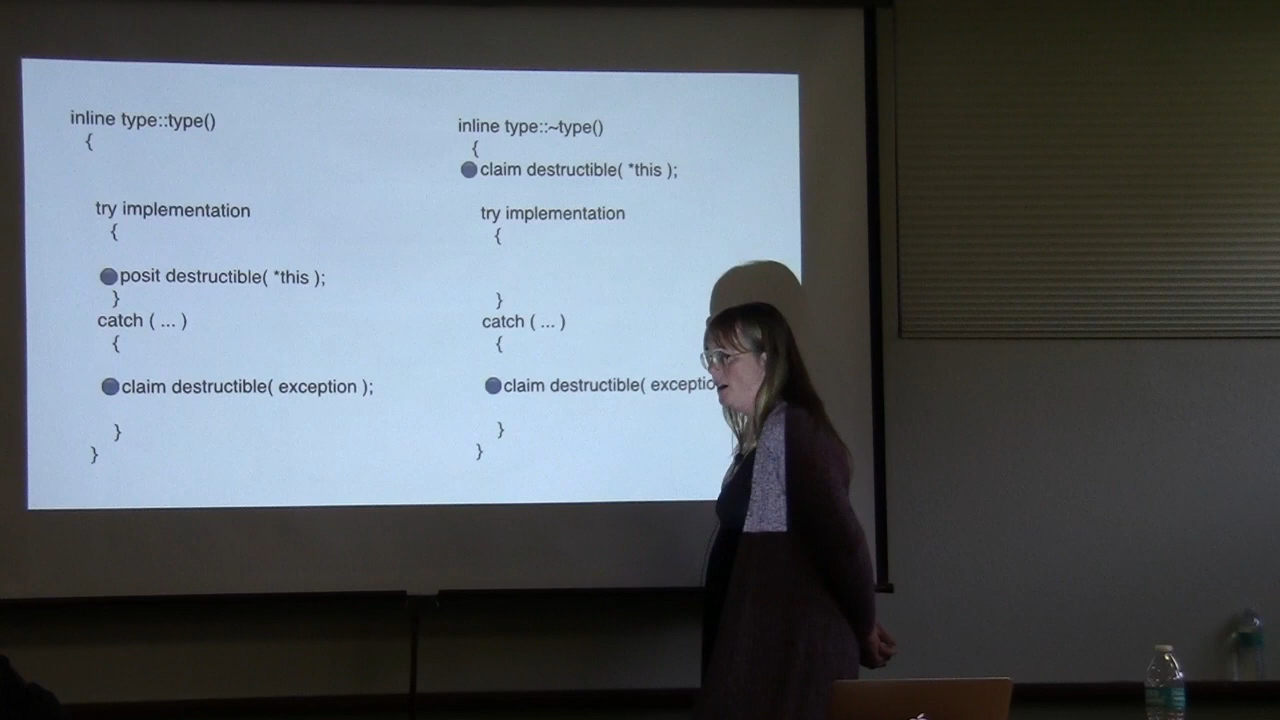 inline type::type()
{
try implementation
{
posit destructible( *this );
}
catch ( ... )
{
claim destructible( exception );
}
}
inline type::~type()
{
claim destructible( *this );
try implementation
{
}
catch ( ... )
{
claim destructible( exceptio
}
}